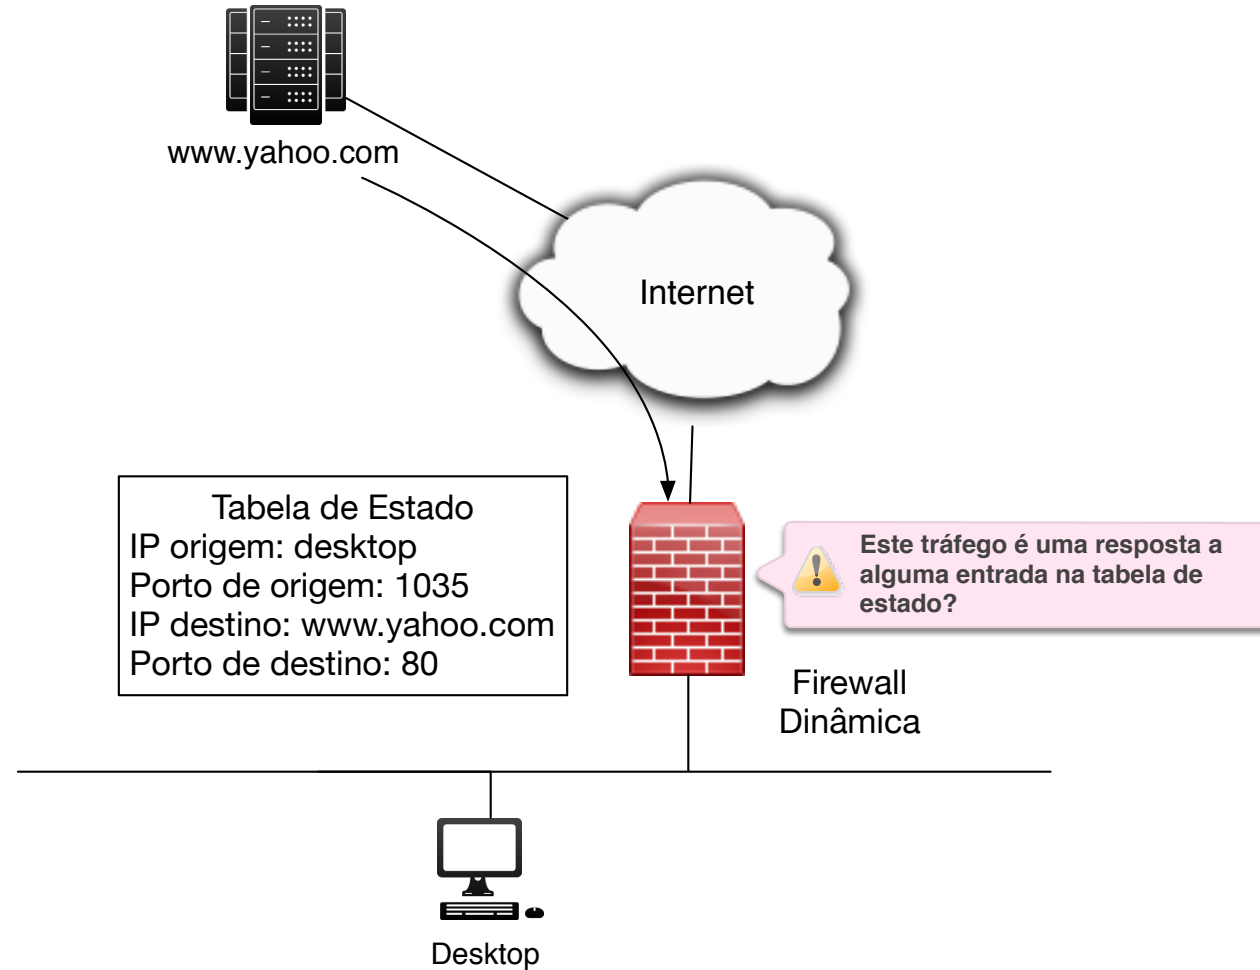 www.yahoo.com
Internet
Tabela de Estado
IP origem: desktop
Porto de origem: 1035
IP destino: www.yahoo.com
Porto de destino: 80
Este tráfego é uma resposta a
alguma entrada na tabela de
estado?
Firewall
Dinâmica
Desktop